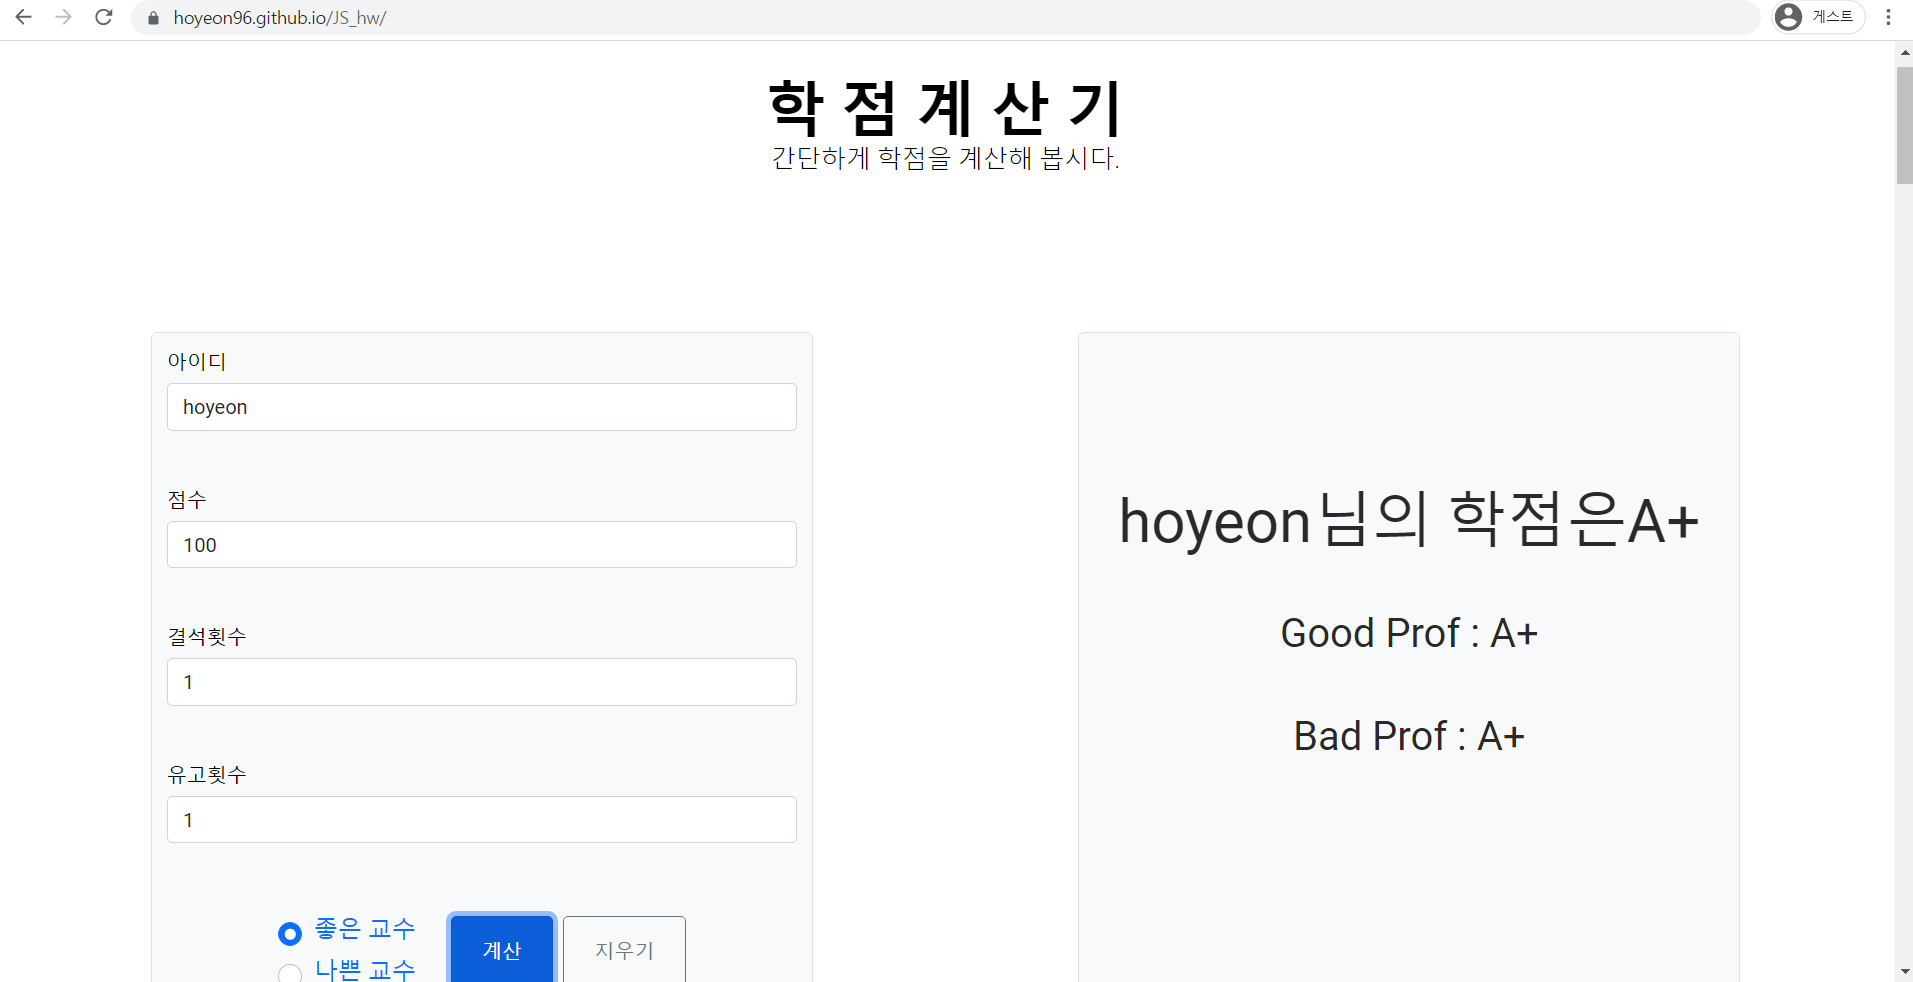 hoyeon96.github.io/JS_hw/
게스트
학 점 계 산 기
간단하게 학점을 계산해 봅시다.
아이디
hoyeon
점수
100
결석횟수
1
유고횟수
1
좋은 교수
나쁜 교수
계산
지우기
hoyeon님의 학점은A+
Good Prof : A+
Bad Prof : A+